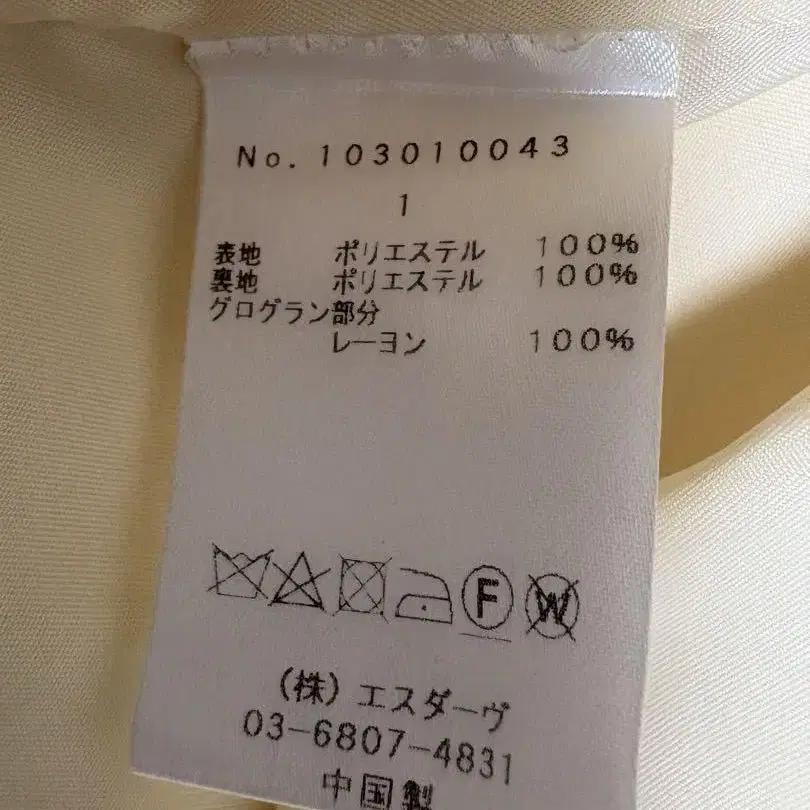 No. 103010043
1
表地 ポリエステル 100%
裏地 ポリエステル 100%
グログラン部分
レーヨン 100%
F W
(株) エスダーヴ
03-6807-4831
中国製